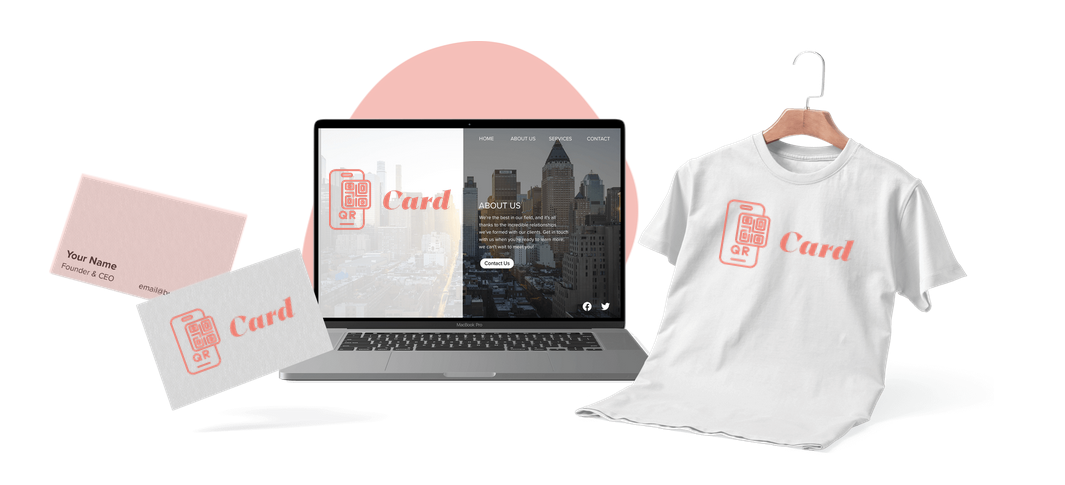 Your Name
Founder & CEO
QR
Card
HOME ABOUT US SERVICES CONTACT
QR
Card
ABOUT US
We're the best in our field, and it's all
thanks to the incredible relationships
we've formed with our clients. Get in touch
with us when you're ready to learn more;
we can't wait to meet you!
Contact Us
MacBook Pro
QR
Card